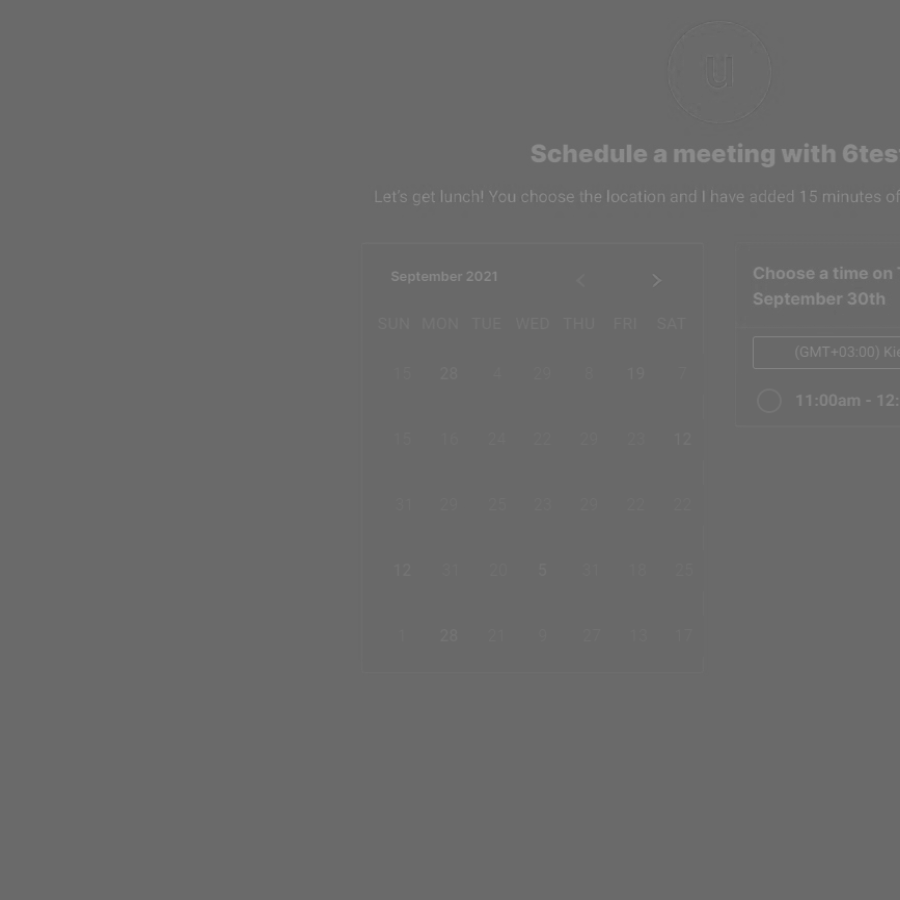 U
Schedule a meeting with 6tes
Let's get lunch! You choose the location and I have added 15 minutes of
September 2021
SUN MON TUE WED THU FRI SAT
15 28 4 29 8 19 7
15 16 24 22 29 23 12
31 29 25 23 29 22 22
12 31 20 5 31 18 25
1 28 21 9 27 13 17
Choose a time on
September 30th
(GMT+03:00) Kie
11:00am - 12: